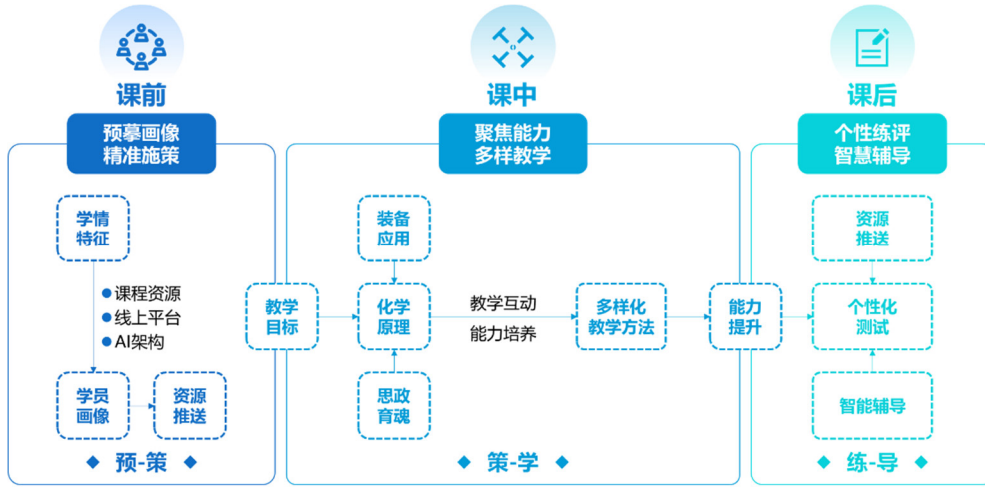 课前
预摹画像
精准施策
学情
特征
课程资源
线上平台
AI架构
学员
画像
资源
推送
预-策
课中
聚焦能力
多样教学
教学
目标
装备
应用
化学
原理
思政
育魂
教学互动
能力培养
多样化
教学方法
能力
提升
策-学
课后
个性练评
智慧辅导
资源
推送
个性化
测试
智能辅导
练-导